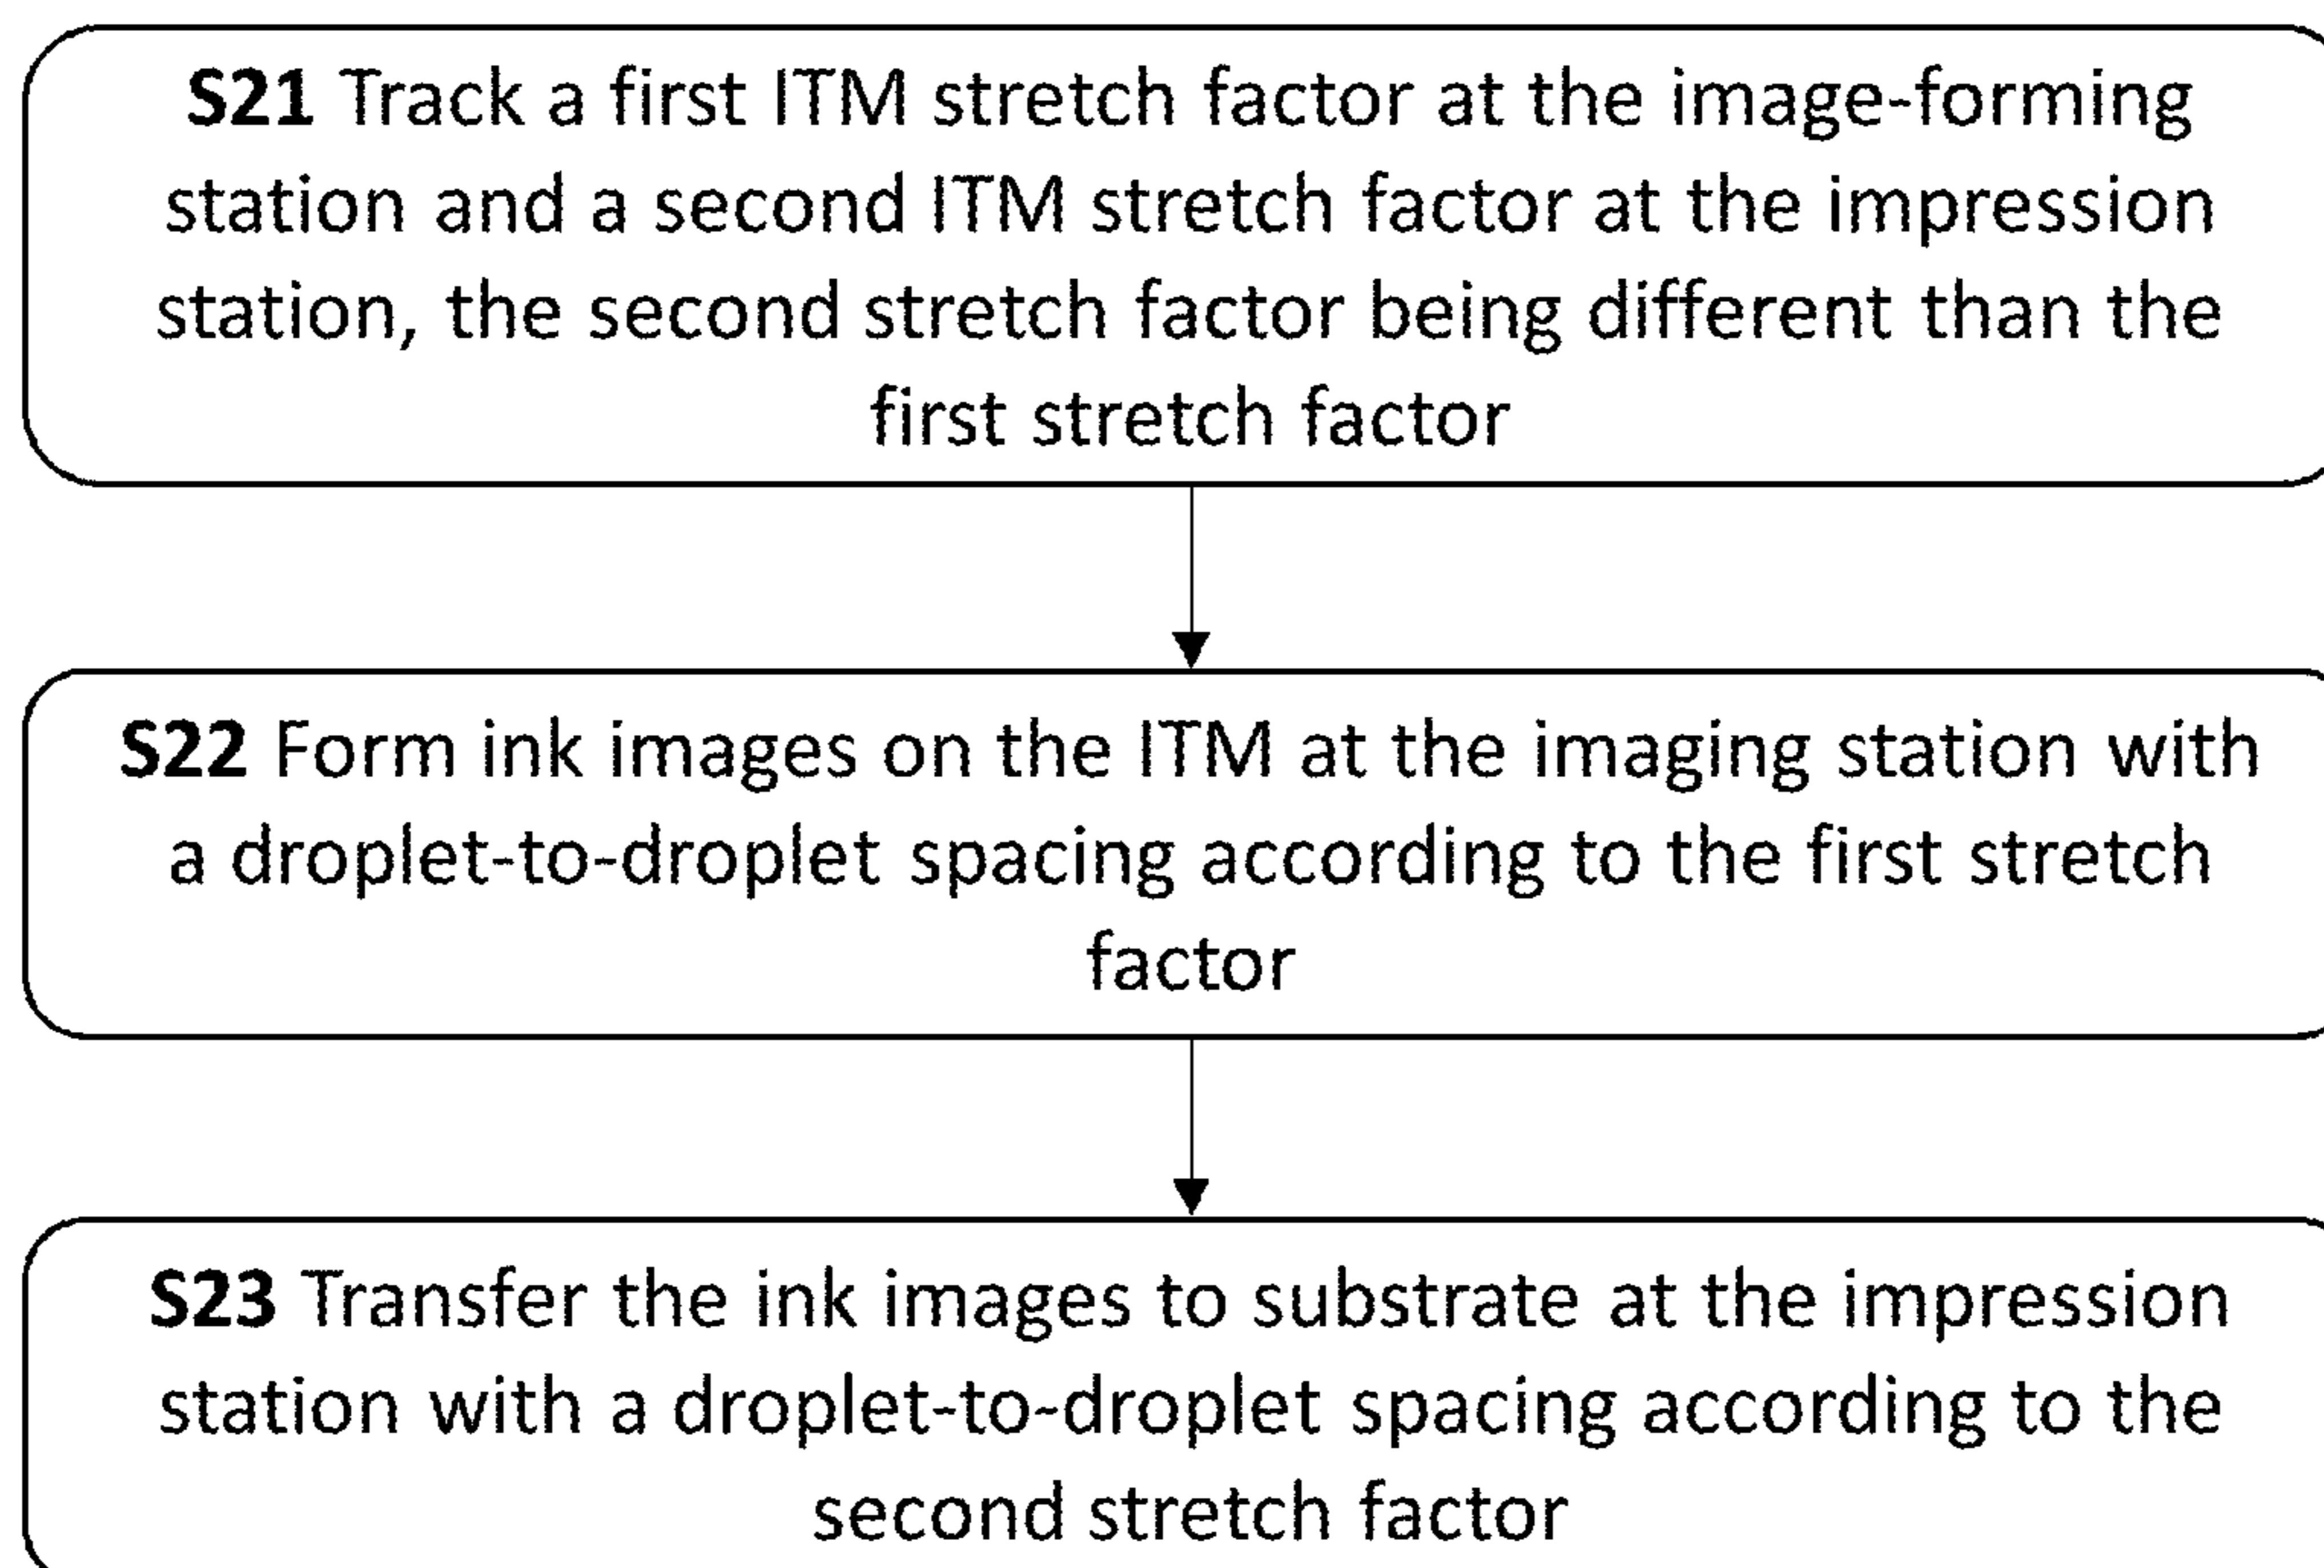 S21 Track a first ITM stretch factor at the image-forming
station and a second ITM stretch factor at the impression
station, the second stretch factor being different than the
first stretch factor
S22 Form ink images on the ITM at the imaging station with
a droplet-to-droplet spacing according to the first stretch
factor
S23 Transfer the ink images to substrate at the impression
station with a droplet-to-droplet spacing according to the
second stretch factor